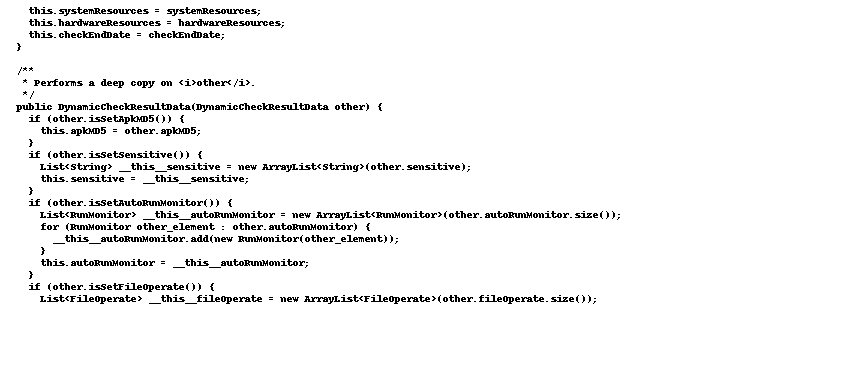 this.systemResources = systemResources;
this.hardwareResources = hardwareResources;
this.checkEndDate = checkEndDate;
}
/**
* Performs a deep copy on <i>other</i>.
*/
public DynamicCheckResultData(DynamicCheckResultData other) {
if (other.isSetApkMD5()) {
this.apkMD5 = other.apkMD5;
}
if (other.isSetSensitive()) {
List<String> __this__sensitive = new ArrayList<String>(other.sensitive);
this.sensitive = __this__sensitive;
}
if (other.isSetAutoRunMonitor()) {
List<RunMonitor> __this__autoRunMonitor = new ArrayList<RunMonitor>(other.autoRunMonitor.size());
for (RunMonitor other_element : other.autoRunMonitor) {
__this__autoRunMonitor.add(new RunMonitor(other_element));
}
this.autoRunMonitor = __this__autoRunMonitor;
}
if (other.isSetFileOperate()) {
List<FileOperate> __this__fileOperate = new ArrayList<FileOperate>(other.fileOperate.size());